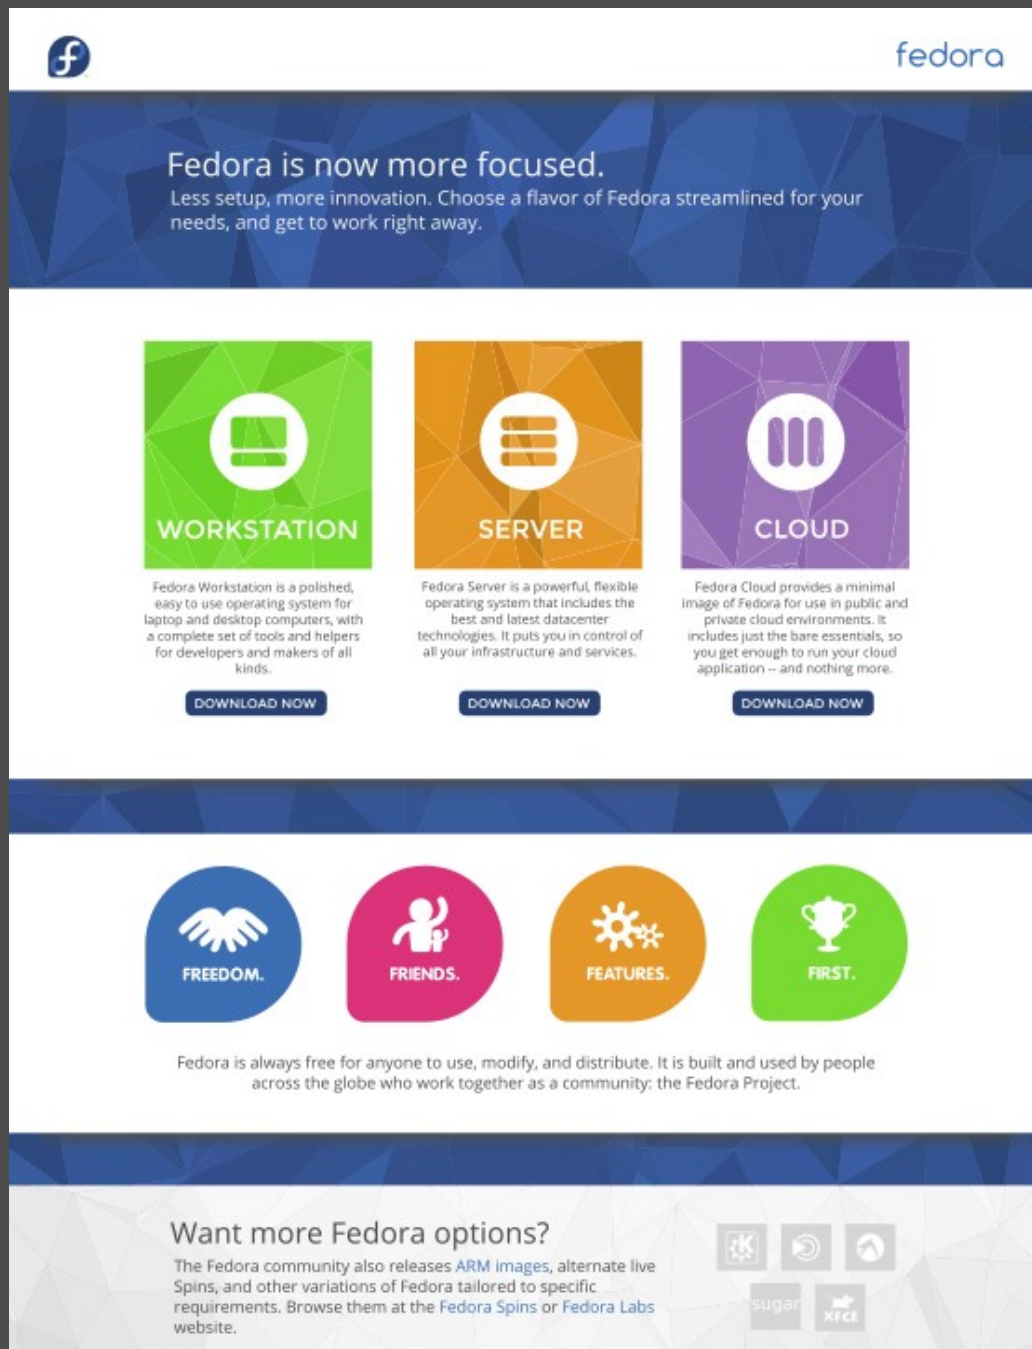 fedora
Fedora is now more focused.
Less setup, more innovation. Choose a flavor of Fedora streamlined for your
needs, and get to work right away.
WORKSTATION
Fedora Workstation is a polished,
easy to use operating system for
laptop and desktop computers, with
a complete set of tools and helpers
for developers and makers of all
kinds.
DOWNLOAD NOW
SERVER
Fedora Server is a powerful, flexible
operating system that includes the
best and latest datacenter
technologies. It puts you in control of
all your infrastructure and services.
DOWNLOAD NOW
CLOUD
Fedora Cloud provides a minimal
image of Fedora for use in public and
private cloud environments. It
includes just the bare essentials, so
you get enough to run your cloud
application -- and nothing more.
DOWNLOAD NOW
FREEDOM.
FRIENDS.
FEATURES.
FIRST.
Fedora is always free for anyone to use, modify, and distribute. It is built and used by people
across the globe who work together as a community: the Fedora Project.
Want more Fedora options?
The Fedora community also releases ARM images, alternate live
Spins, and other variations of Fedora tailored to specific
requirements. Browse them at the Fedora Spins or Fedora Labs
website.
K
sugar
XFCE